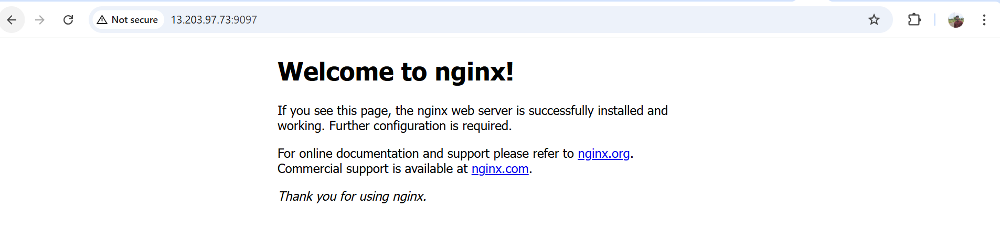 Not secure
13.203.97.73:9097
Welcome to nginx!
If you see this page, the nginx web server is successfully installed and
working. Further configuration is required.
For online documentation and support please refer to nginx.org.
Commercial support is available at nginx.com.
Thank you for using nginx.